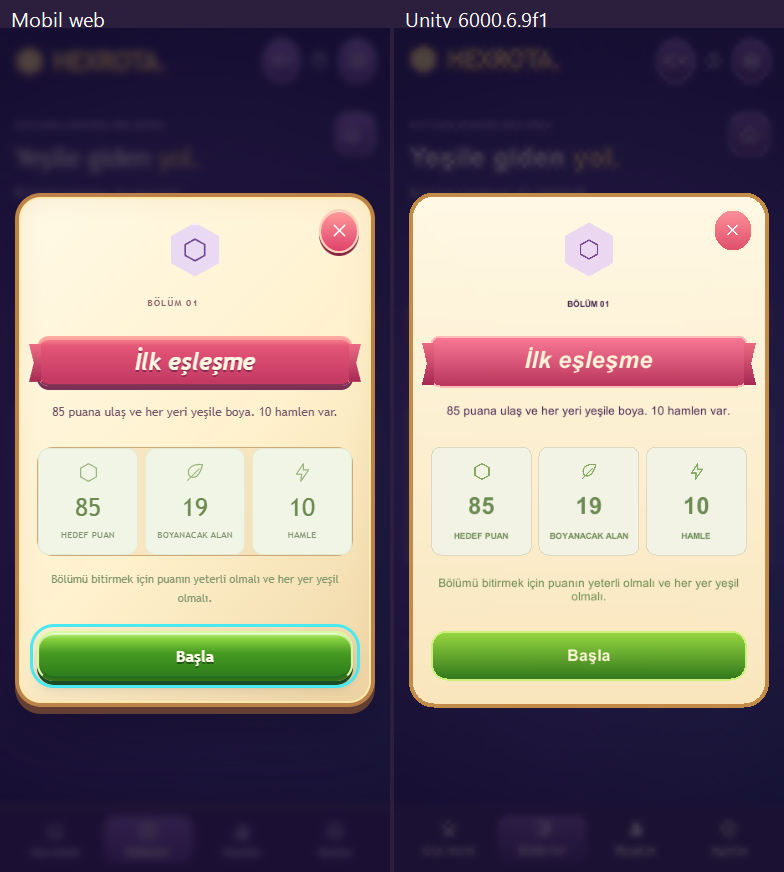 Mobil web
HEXROTA.
Yeşile giden yol.
BÖLÜM 01
İlk eşleşme
85 puana ulaş ve her yeri yeşile boya. 10 hamlen var.
85
19
10
HEDEF PUAN
BOYANACAK ALAN
HAMLE
Bölümü bitirmek için puanın yeterli olmalı ve her yer yeşil
olmalı.
Başla
Unity 6000.6.9f1
HEXROTA.
Yeşile giden yol.
BÖLÜM 01
İlk eşleşme
85 puana ulaş ve her yeri yeşile boya. 10 hamlen var.
85
19
10
HEDEF PUAN
BOYANACAK ALAN
HAMLE
Bölümü bitirmek için puanın yeterli olmalı ve her yer yeşil
olmalı.
Başla